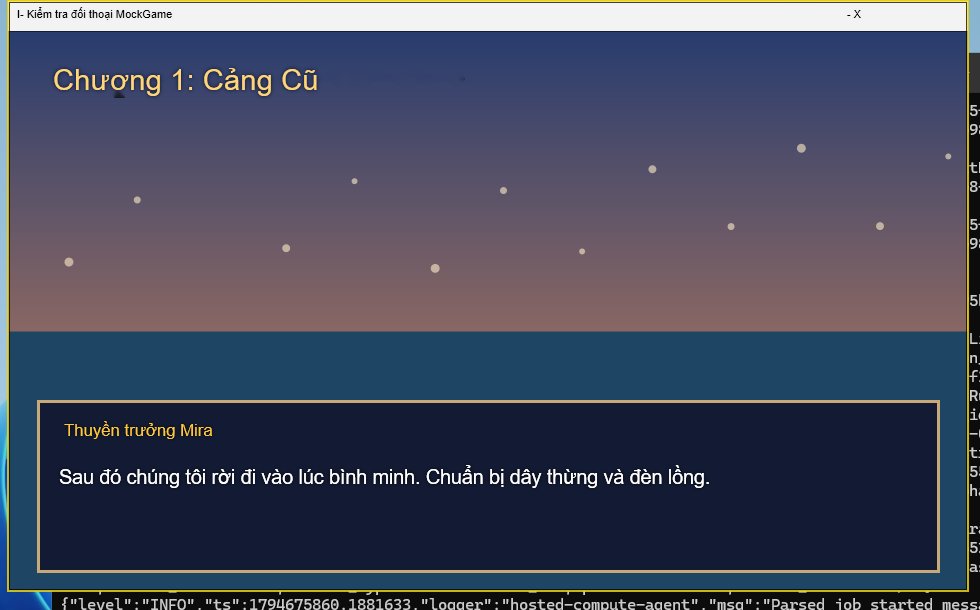 I- Kiểm tra đối thoại MockGame
- X
Chương 1: Cảng Cũ
Thuyền trưởng Mira
Sau đó chúng tôi rời đi vào lúc bình minh. Chuẩn bị dây thừng và đèn lồng.
{"level":"INFO","ts":1794675860.1881633,"logger":"hosted-compute-agent","msg":"Parsed job started mes